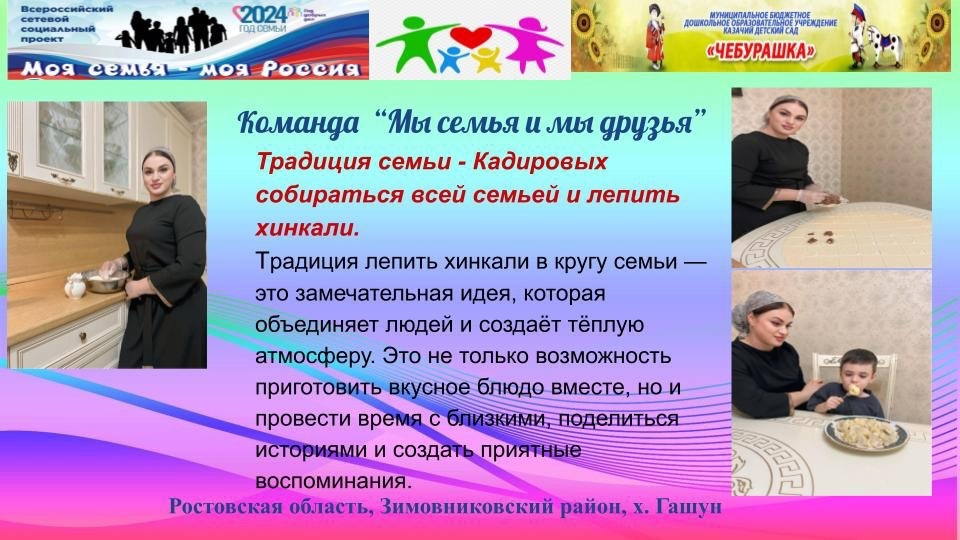 Всероссийский
сетевой
социальный
проект
2024
ГОД СЕМЬИ
Моя семья - моя Россия
МУНИЦИПАЛЬНОЕ БЮДЖЕТНОЕ
ДОШКОЛЬНОЕ ОБРАЗОВАТЕЛЬНОЕ УЧРЕЖДЕНИЕ
КАЗАЧИЙ ДЕТСКИЙ САД
«ЧЕБУРАШКА»
Команда “Мы семья и мы друзья”
Традиция семьи - Кадировых
собираться всей семьей и лепить
хинкали.
Традиция лепить хинкали в кругу семьи —
это замечательная идея, которая
объединяет людей и создаёт тёплую
атмосферу. Это не только возможность
приготовить вкусное блюдо вместе, но и
провести время с близкими, поделиться
историями и создать приятные
воспоминания.
Ростовская область, Зимовниковский район, х. Гашун